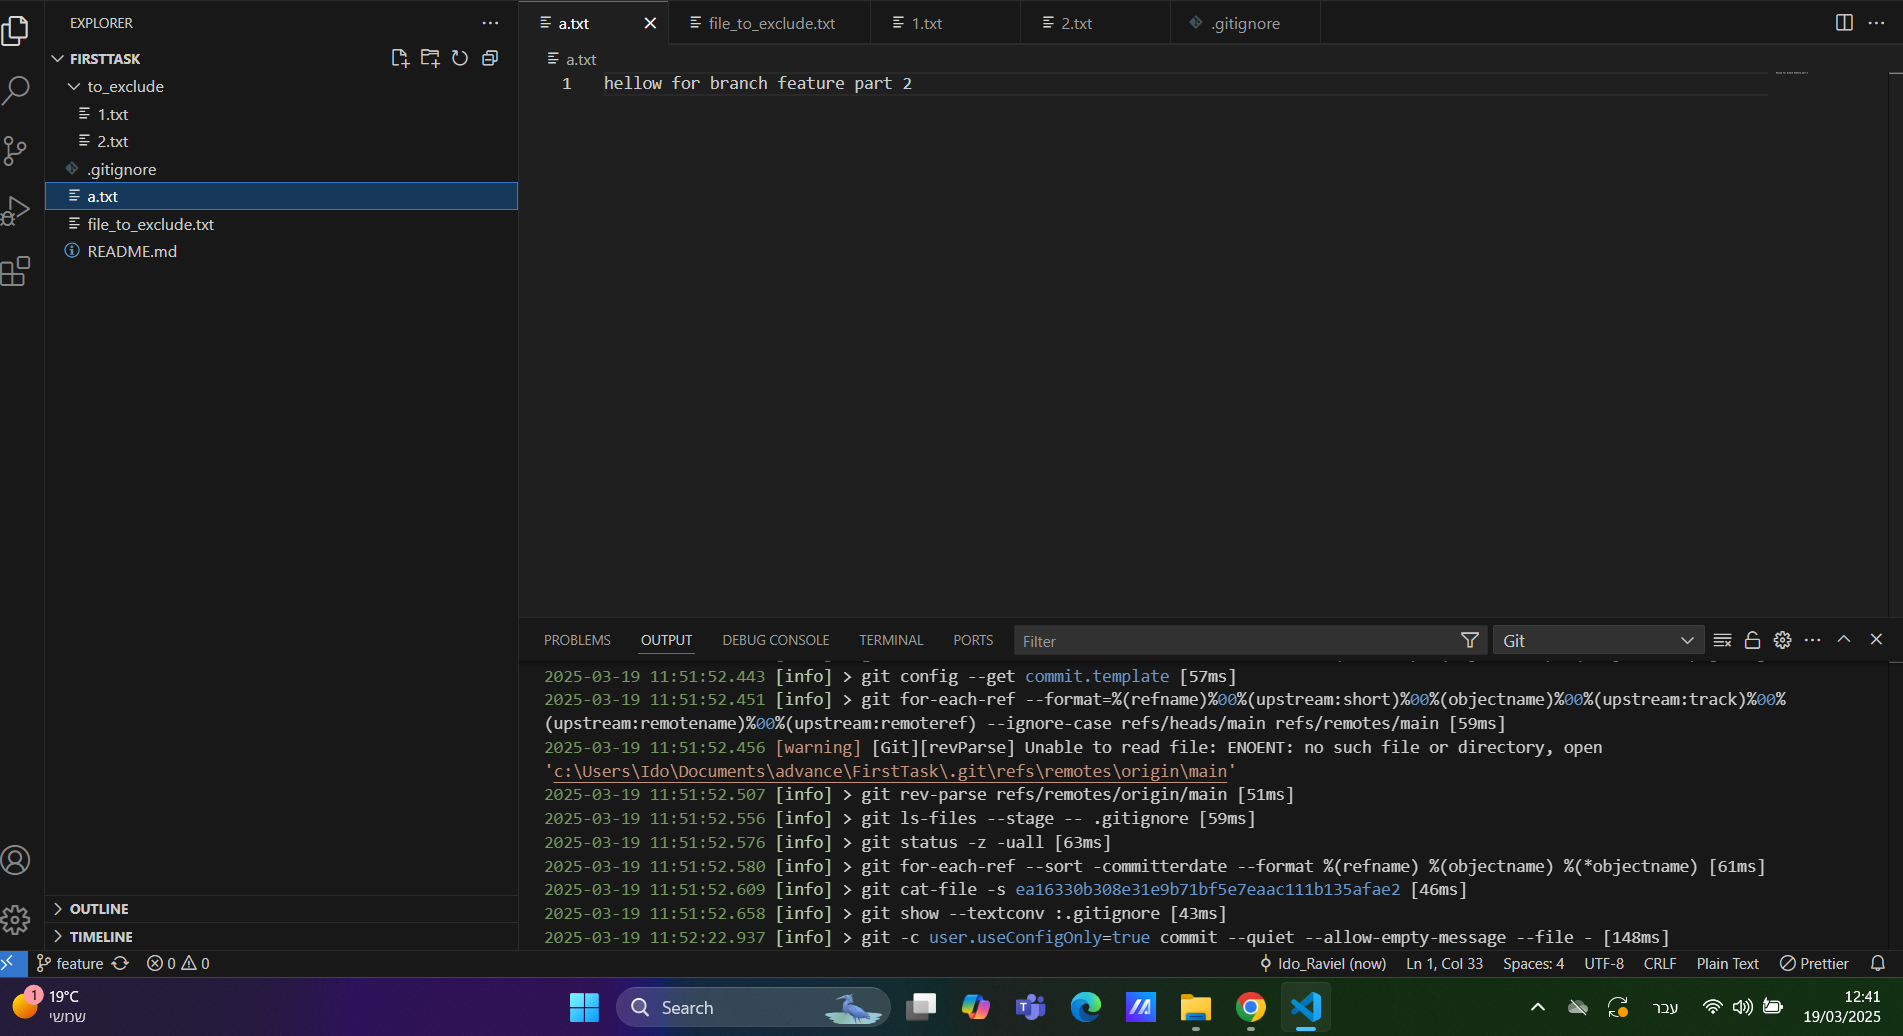 EXPLORER
FIRSTTASK
to_exclude
1.txt
2.txt
.gitignore
a.txt
file_to_exclude.txt
README.md
OUTLINE
TIMELINE
a.txt
file_to_exclude.txt
1.txt
2.txt
.gitignore
a.txt
1 hellow for branch feature part 2
PROBLEMS OUTPUT DEBUG CONSOLE TERMINAL PORTS Filter Git
2025-03-19 11:51:52.443 [info] > git config --get commit.template [57ms]
2025-03-19 11:51:52.451 [info] > git for-each-ref --format=%(refname)%00%(upstream:short)%00%(objectname)%00%(upstream:track)%00%
(upstream:remotename)%00%(upstream:remoteref) --ignore-case refs/heads/main refs/remotes/main [59ms]
2025-03-19 11:51:52.456 [warning] [Git][revParse] Unable to read file: ENOENT: no such file or directory, open
'c:\Users\Ido\Documents\advance\FirstTask\.git\refs\remotes\origin\main'
2025-03-19 11:51:52.507 [info] > git rev-parse refs/remotes/origin/main [51ms]
2025-03-19 11:51:52.556 [info] > git ls-files --stage -- .gitignore [59ms]
2025-03-19 11:51:52.576 [info] > git status -z -uall [63ms]
2025-03-19 11:51:52.580 [info] > git for-each-ref --sort -committerdate --format %(refname) %(objectname) %(*objectname) [61ms]
2025-03-19 11:51:52.609 [info] > git cat-file -s ea16330b308e31e9b71bf5e7eaac111b135afae2 [46ms]
2025-03-19 11:51:52.658 [info] > git show --textconv :.gitignore [43ms]
2025-03-19 11:52:22.937 [info] > git -c user.useConfigOnly=true commit --quiet --allow-empty-message --file - [148ms]
feature 0 0 Ido_Raviel (now) Ln 1, Col 33 Spaces: 4 UTF-8 CRLF Plain Text Prettier
1 19°C
שמשי
Search
עבר
12:41
19/03/2025